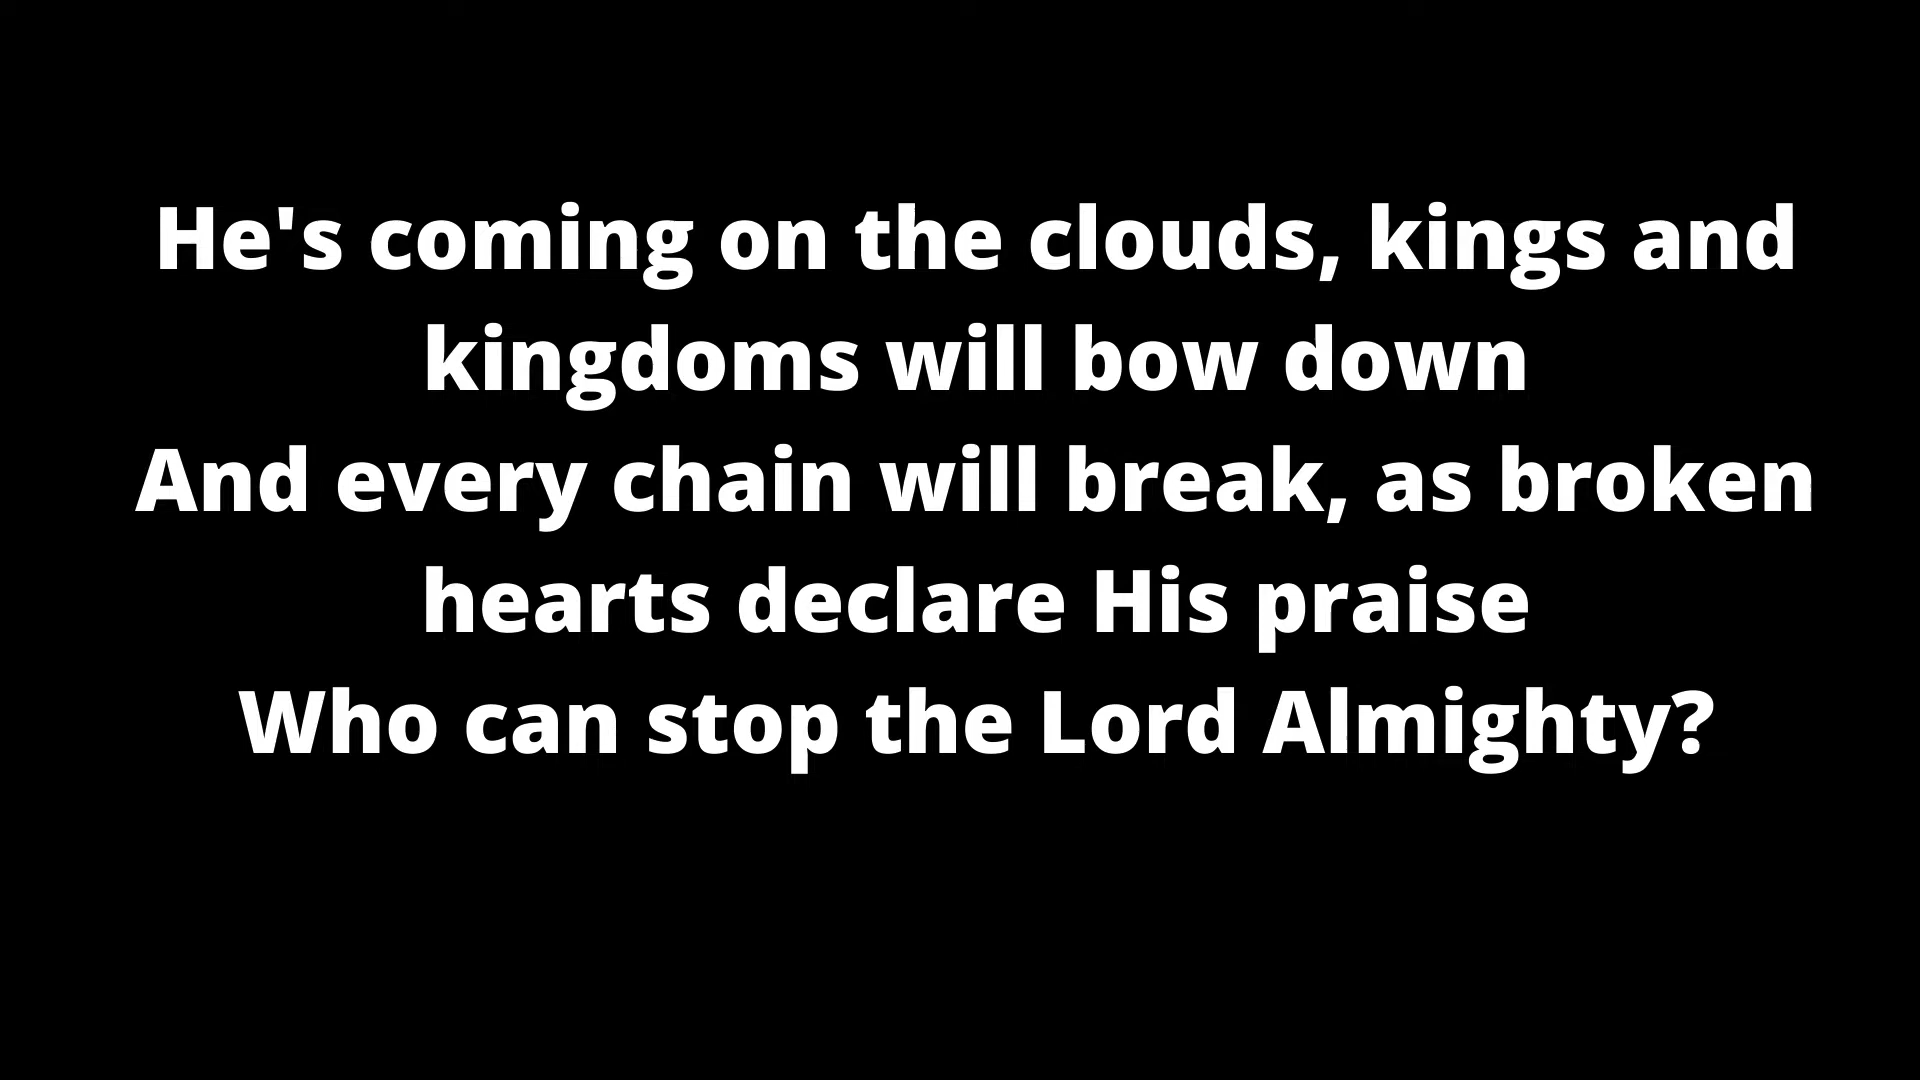 He's coming on the clouds, kings and
kingdoms will bow down
And every chain will break, as broken
hearts declare His praise
Who can stop the Lord Almighty?